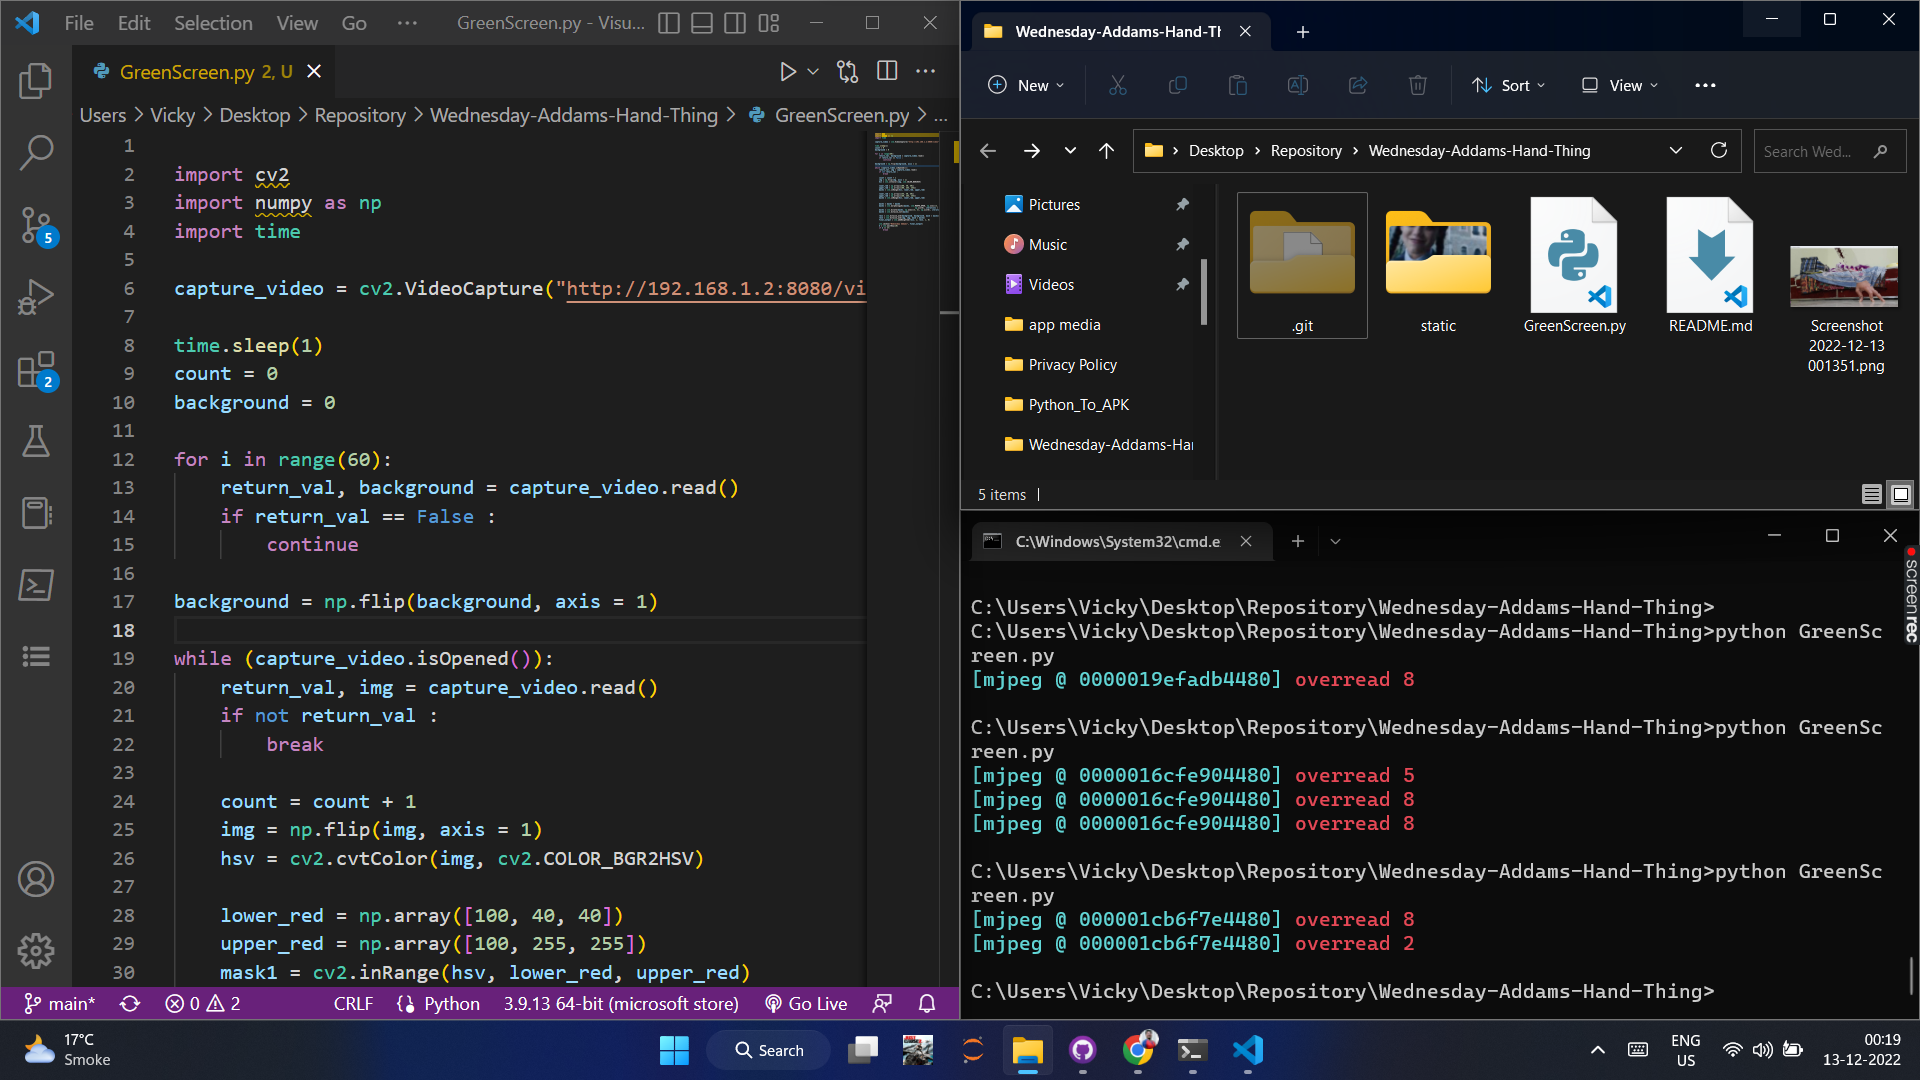 File Edit Selection View Go ··· GreenScreen.py - Visu...
GreenScreen.py 2, U
Users > Vicky > Desktop > Repository > Wednesday-Addams-Hand-Thing > GreenScreen.py > ...
1
2 import cv2
3 import numpy as np
4 import time
5
6 capture_video = cv2.VideoCapture("http://192.168.1.2:8080/vi
7
8 time.sleep(1)
9 count = 0
10 background = 0
11
12 for i in range(60):
13 return_val, background = capture_video.read()
14 if return_val == False :
15 continue
16
17 background = np.flip(background, axis = 1)
18
19 while (capture_video.isOpened()):
20 return_val, img = capture_video.read()
21 if not return_val :
22 break
23
24 count = count + 1
25 img = np.flip(img, axis = 1)
26 hsv = cv2.cvtColor(img, cv2.COLOR_BGR2HSV)
27
28 lower_red = np.array([100, 40, 40])
29 upper_red = np.array([100, 255, 255])
30 mask1 = cv2.inRange(hsv, lower_red, upper_red)
5
2
main* 0 2 CRLF Python 3.9.13 64-bit (microsoft store) Go Live
Wednesday-Addams-Hand-Th
New Sort View ···
Desktop > Repository > Wednesday-Addams-Hand-Thing
Search Wed...
Pictures
Music
Videos
app media
Privacy Policy
Python_To_APK
Wednesday-Addams-Har
.git
static
GreenScreen.py
README.md
Screenshot
2022-12-13
001351.png
5 items
C:\Windows\System32\cmd.e
C:\Users\Vicky\Desktop\Repository\Wednesday-Addams-Hand-Thing>
C:\Users\Vicky\Desktop\Repository\Wednesday-Addams-Hand-Thing>python GreenSc
reen.py
[mjpeg @ 0000019efadb4480] overread 8
C:\Users\Vicky\Desktop\Repository\Wednesday-Addams-Hand-Thing>python GreenSc
reen.py
[mjpeg @ 0000016cfe904480] overread 5
[mjpeg @ 0000016cfe904480] overread 8
[mjpeg @ 0000016cfe904480] overread 8
C:\Users\Vicky\Desktop\Repository\Wednesday-Addams-Hand-Thing>python GreenSc
reen.py
[mjpeg @ 000001cb6f7e4480] overread 8
[mjpeg @ 000001cb6f7e4480] overread 2
C:\Users\Vicky\Desktop\Repository\Wednesday-Addams-Hand-Thing>
screenrec
17°C
Smoke
Search
ENG
US
00:19
13-12-2022